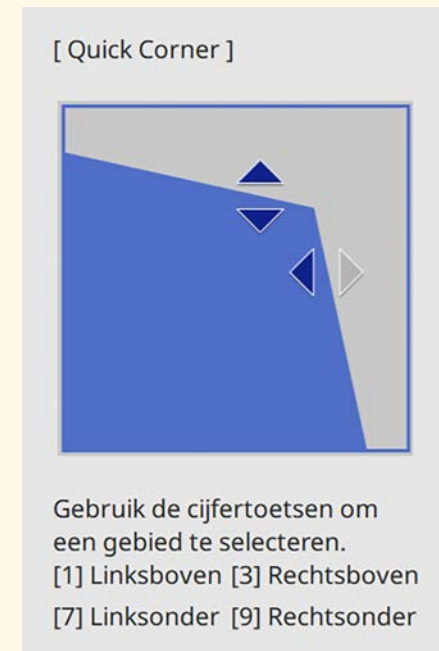 [ Quick Corner ]
Gebruik de cijfertoetsen om
een gebied te selecteren.
[1] Linksboven [3] Rechtsboven
[7] Linksonder [9] Rechtsonder